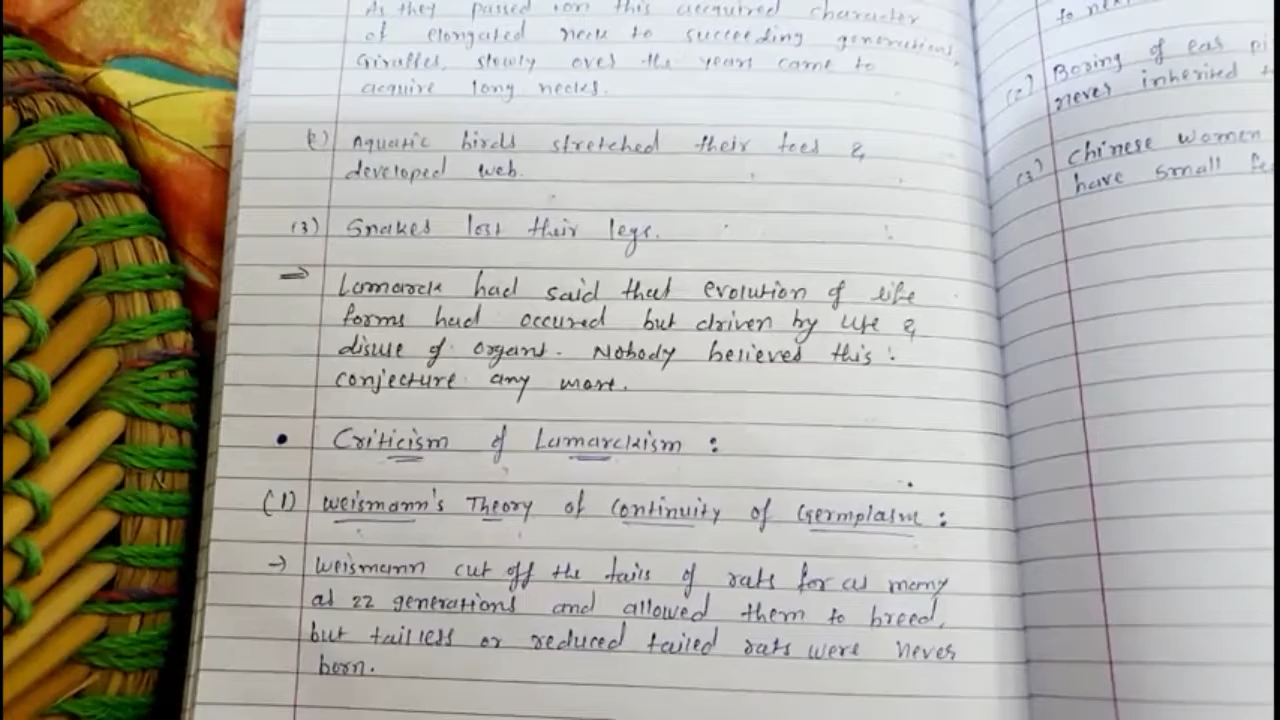 As they passed on this acquired character
of elongated neck to succeeding generations,
Giraffes, slowly over the years came to
acquire long necks.
(2) Aquatic birds stretched their toes &
developed web.
(3) Snakes lost their legs.
⇒ Lamarck had said that evolution of life
forms had occured but driven by use &
disuse of organs. Nobody believes this
conjecture any more.
• Criticism of Lamarckism :
(1) Weismann's Theory of Continuity of Germplasm :
→ Weismann cut off the tails of rats for as many
as 22 generations and allowed them to breed,
but tailless or reduced tailed rats were never
born.
to
(2) Boring of ear
never inherited
(3) Chinese women
have small